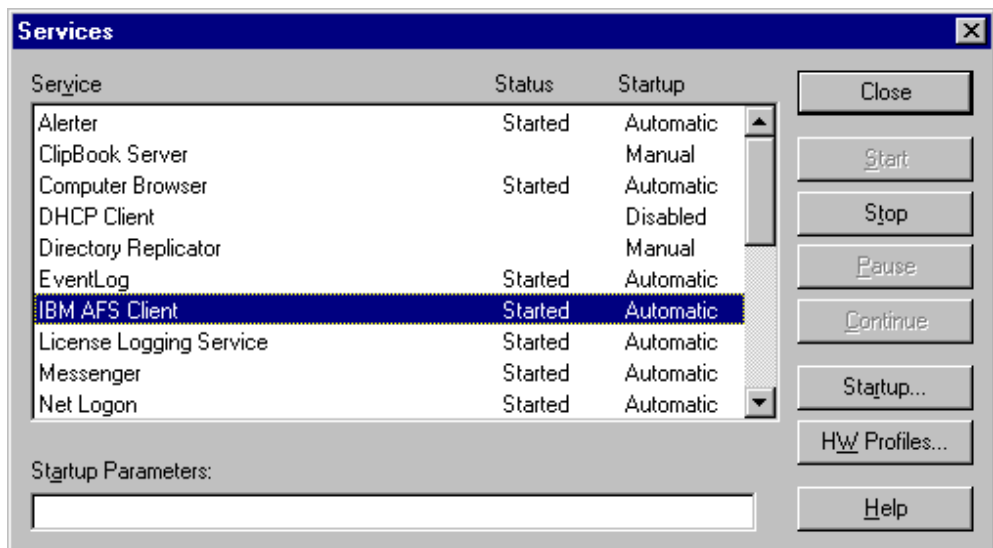 Services
Service Status Startup
Alerter Started Automatic
ClipBook Server Manual
Computer Browser Started Automatic
DHCP Client Disabled
Directory Replicator Manual
EventLog Started Automatic
IBM AFS Client Started Automatic
License Logging Service Started Automatic
Messenger Started Automatic
Net Logon Started Automatic
Startup Parameters:
Close
Start
Stop
Pause
Continue
Startup...
HW Profiles...
Help